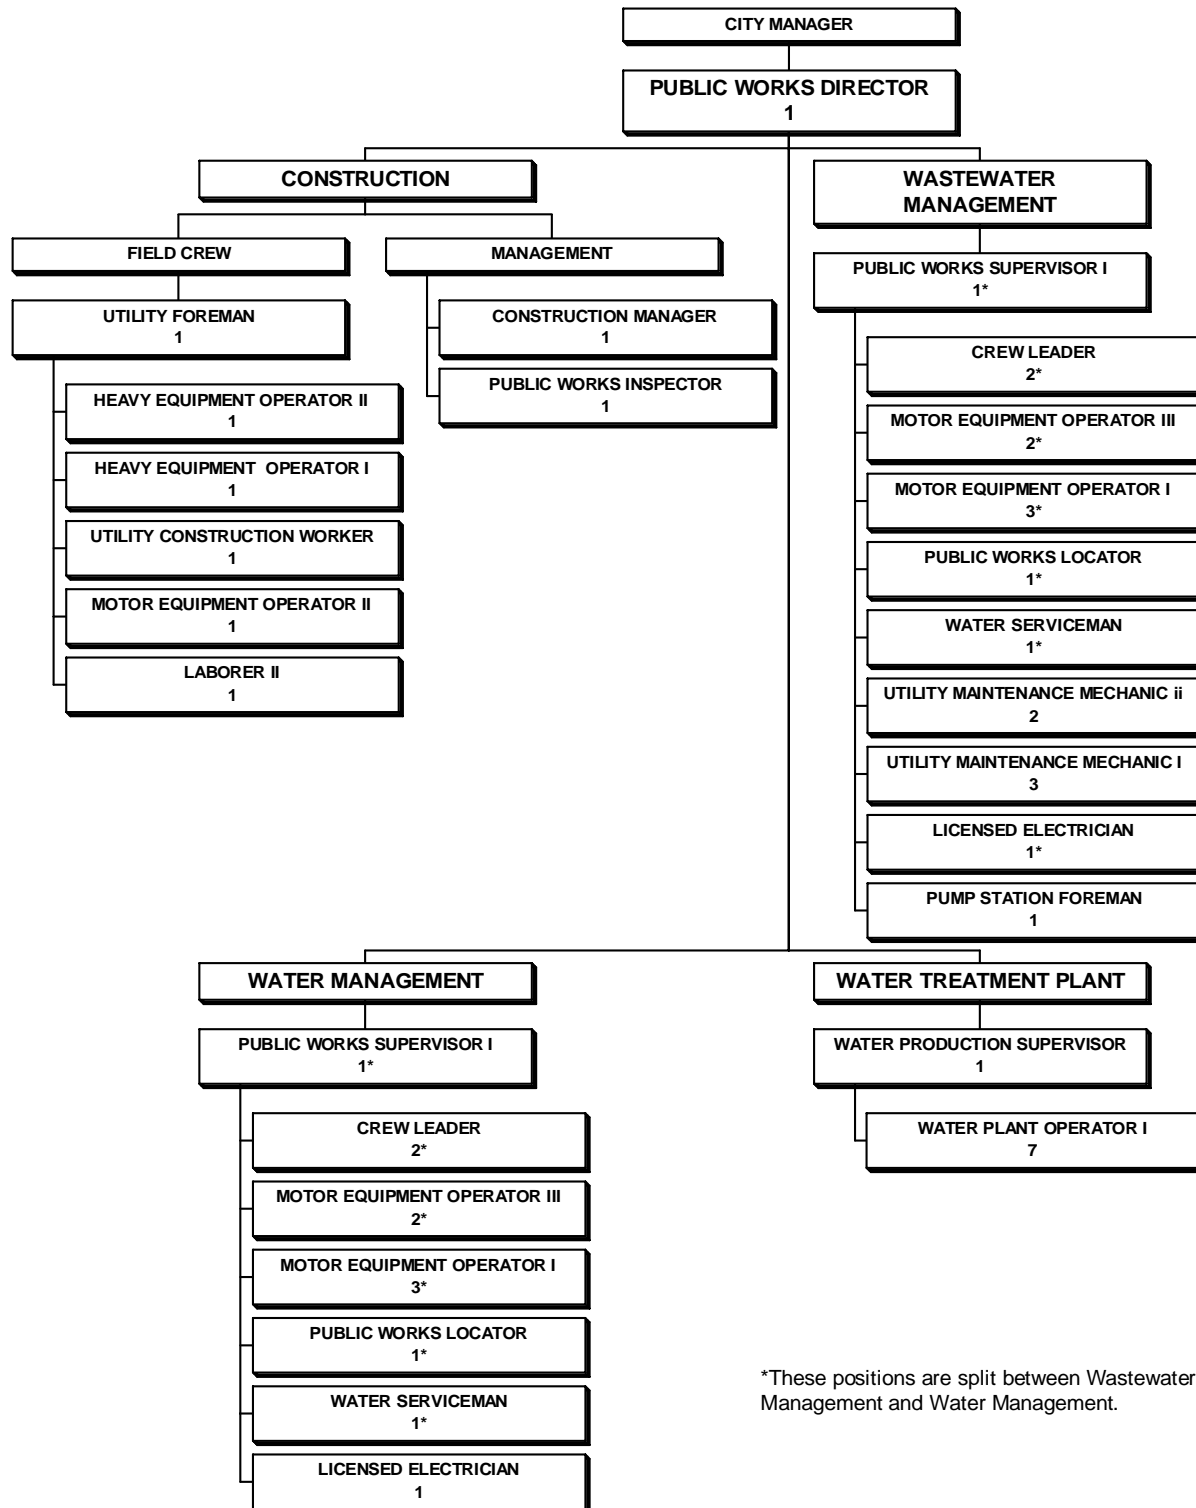 CITY MANAGER
PUBLIC WORKS DIRECTOR
1
CONSTRUCTION
FIELD CREW
UTILITY FOREMAN
1
HEAVY EQUIPMENT OPERATOR II
1
HEAVY EQUIPMENT OPERATOR I
1
UTILITY CONSTRUCTION WORKER
1
MOTOR EQUIPMENT OPERATOR II
1
LABORER II
1
MANAGEMENT
CONSTRUCTION MANAGER
1
PUBLIC WORKS INSPECTOR
1
WASTEWATER
MANAGEMENT
PUBLIC WORKS SUPERVISOR I
1*
CREW LEADER
2*
MOTOR EQUIPMENT OPERATOR III
2*
MOTOR EQUIPMENT OPERATOR I
3*
PUBLIC WORKS LOCATOR
1*
WATER SERVICEMAN
1*
UTILITY MAINTENANCE MECHANIC ii
2
UTILITY MAINTENANCE MECHANIC I
3
LICENSED ELECTRICIAN
1*
PUMP STATION FOREMAN
1
WATER MANAGEMENT
PUBLIC WORKS SUPERVISOR I
1*
CREW LEADER
2*
MOTOR EQUIPMENT OPERATOR III
2*
MOTOR EQUIPMENT OPERATOR I
3*
PUBLIC WORKS LOCATOR
1*
WATER SERVICEMAN
1*
LICENSED ELECTRICIAN
1
WATER TREATMENT PLANT
WATER PRODUCTION SUPERVISOR
1
WATER PLANT OPERATOR I
7
*These positions are split between Wastewater
Management and Water Management.